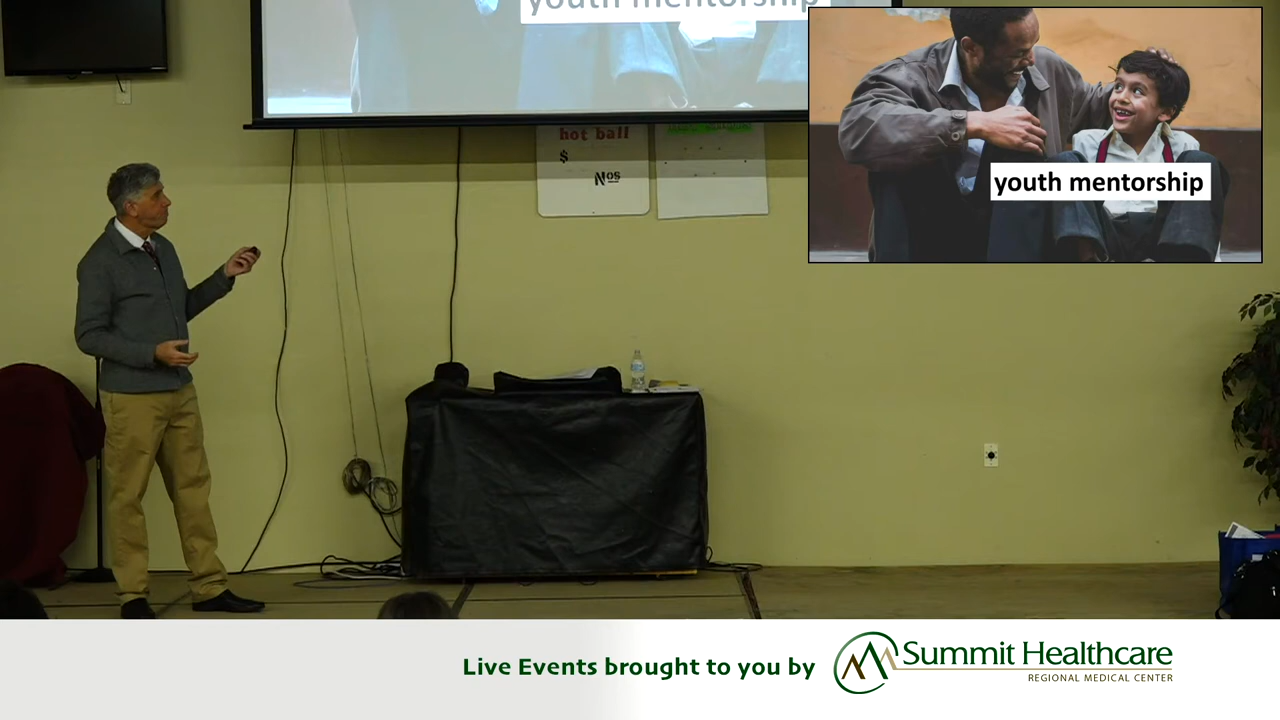 youth mentorship
hot ball
$
Nos
youth mentorship
Live Events brought to you by
Summit Healthcare
REGIONAL MEDICAL CENTER